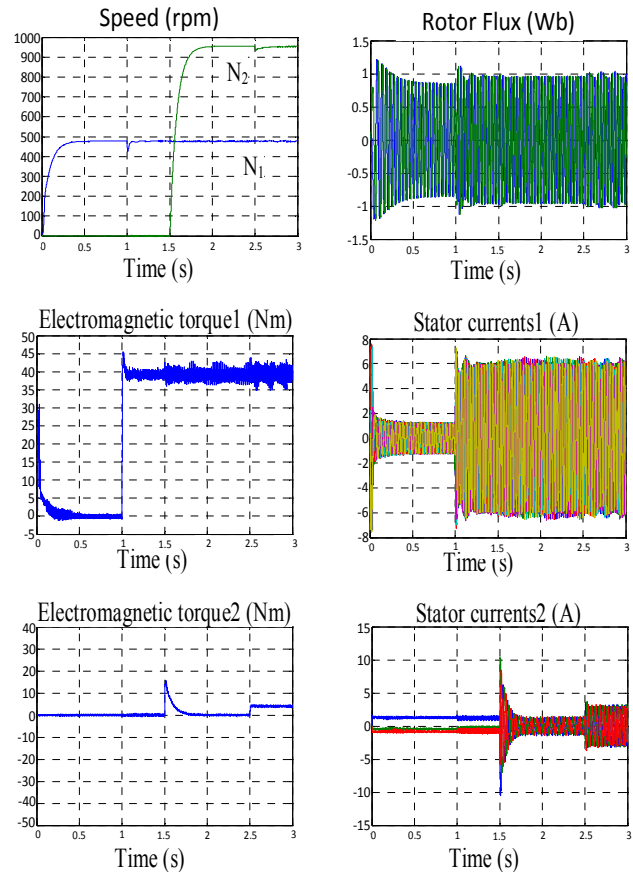 Speed (rpm)
1000
900
800
700
600
500
400
300
200
100
0
N2
N1
0 0.5 1 1.5 2 2.5 3
Time (s)
Rotor Flux (Wb)
1.5
1
0.5
0
-0.5
-1
-1.5
0 0.5 1 1.5 2 2.5 3
Time (s)
Electromagnetic torque1 (Nm)
50
45
40
35
30
25
20
15
10
5
0
-5
0 0.5 1 1.5 2 2.5 3
Time (s)
Stator currents1 (A)
8
6
4
2
0
-2
-4
-6
-8
0 0.5 1 1.5 2 2.5 3
Time (s)
Electromagnetic torque2 (Nm)
40
30
20
10
0
-10
-20
-30
-40
-50
0 0.5 1 1.5 2 2.5 3
Time (s)
Stator currents2 (A)
15
10
5
0
-5
-10
-15
0 0.5 1 1.5 2 2.5 3
Time (s)